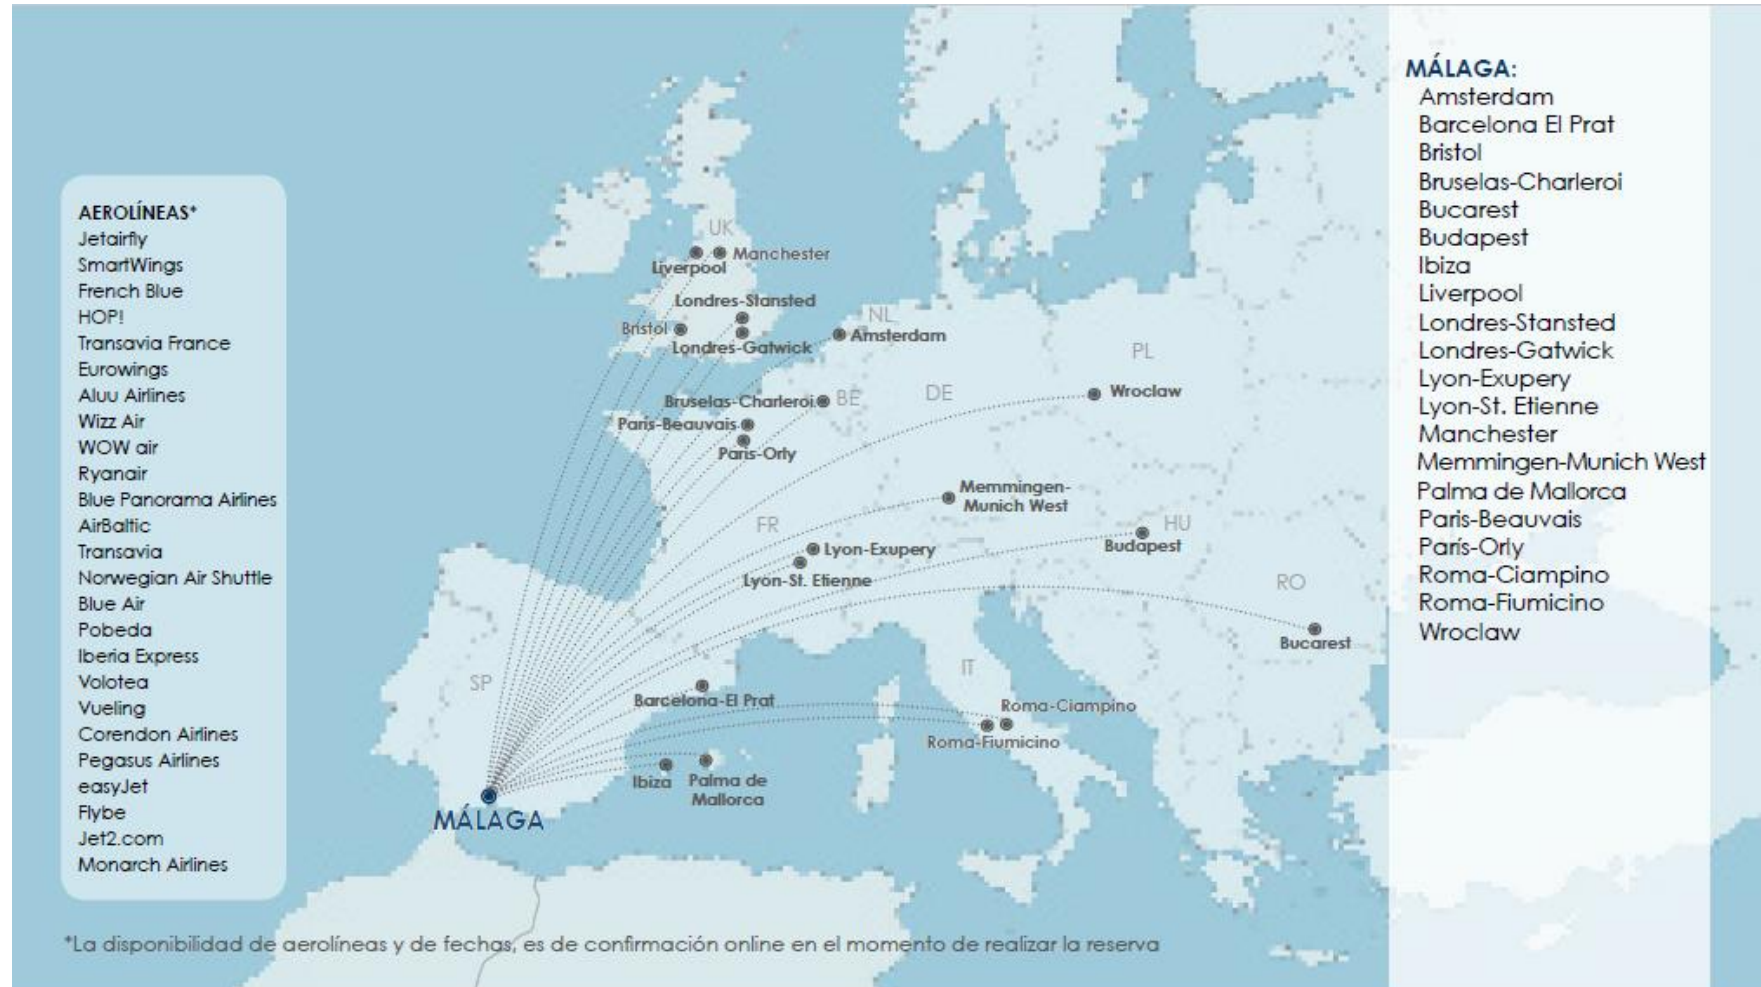 AEROLÍNEAS*
Jetairfly
SmartWings
French Blue
HOP!
Transavia France
Eurowings
Aluu Airlines
Wizz Air
WOW air
Ryanair
Blue Panorama Airlines
AirBaltic
Transavia
Norwegian Air Shuttle
Blue Air
Pobeda
Iberia Express
Volotea
Vueling
Corendon Airlines
Pegasus Airlines
easyJet
Flybe
Jet2.com
Monarch Airlines
UK
Manchester
Liverpool
Londres-Stansted
Bristol
Londres-Gatwick
NL
Amsterdam
PL
Wroclaw
DE
BE
Bruselas-Charleroi
Paris-Beauvais
Paris-Orly
Memmingen-
Munich West
FR
HU
Budapest
Lyon-Exupery
Lyon-St. Etienne
RO
Bucarest
SP
IT
Barcelona-El Prat
Roma-Ciampino
Roma-Fiumicino
Ibiza
Palma de
Mallorca
MÁLAGA
MÁLAGA:
Amsterdam
Barcelona El Prat
Bristol
Bruselas-Charleroi
Bucarest
Budapest
Ibiza
Liverpool
Londres-Stansted
Londres-Gatwick
Lyon-Exupery
Lyon-St. Etienne
Manchester
Memmingen-Munich West
Palma de Mallorca
Paris-Beauvais
París-Orly
Roma-Ciampino
Roma-Fiumicino
Wroclaw
*La disponibilidad de aerolíneas y de fechas, es de confirmación online en el momento de realizar la reserva